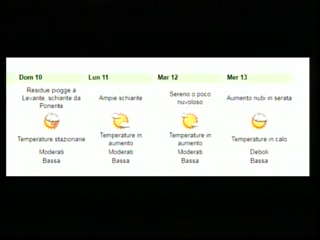 Dom 10 Lun 11 Mar 12 Mer 13
Residue piogge a
Levante, schiante da
Ponente
Ampie schiante
Sereno o poco
nuvoloso
Aumento nubi in serata
Temperature stazionarie
Temperature in
aumento
Temperature in
aumento
Temperature in calo
Moderati Moderati Moderati Deboli
Bassa Bassa Bassa Bassa